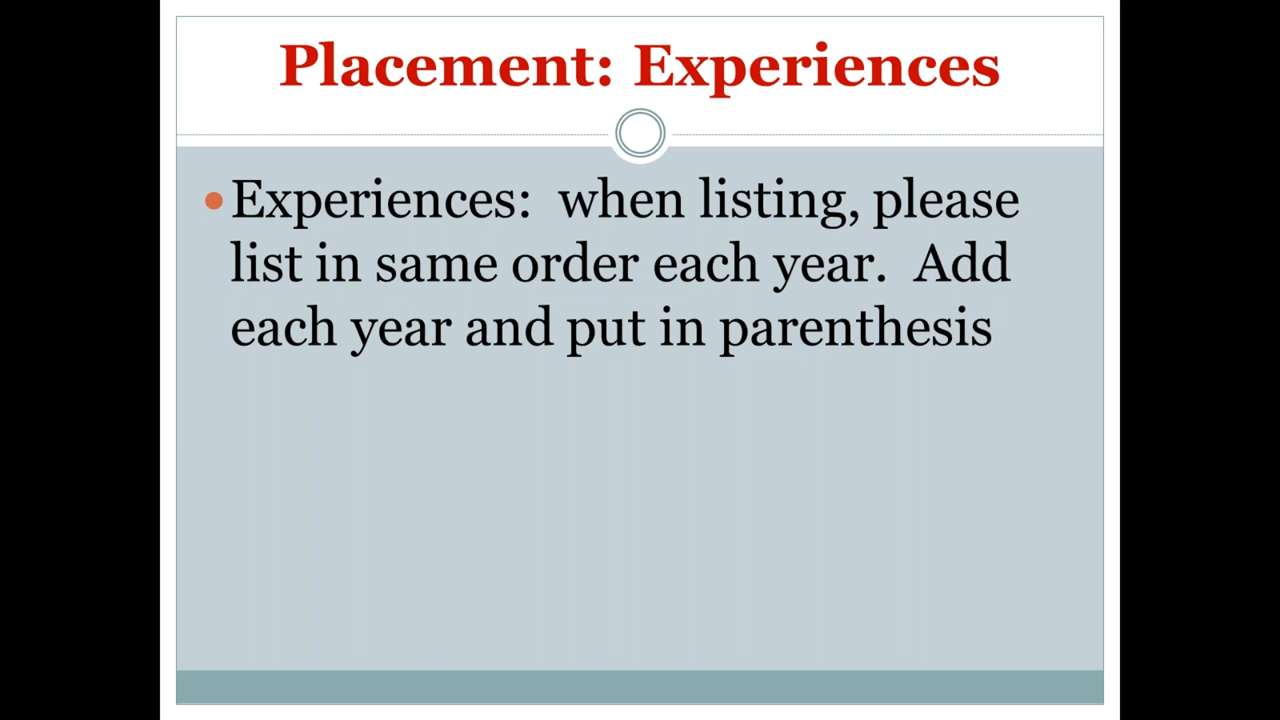 Placement: Experiences
•Experiences:  when listing, please
list in same order each year.  Add
each year and put in parenthesis